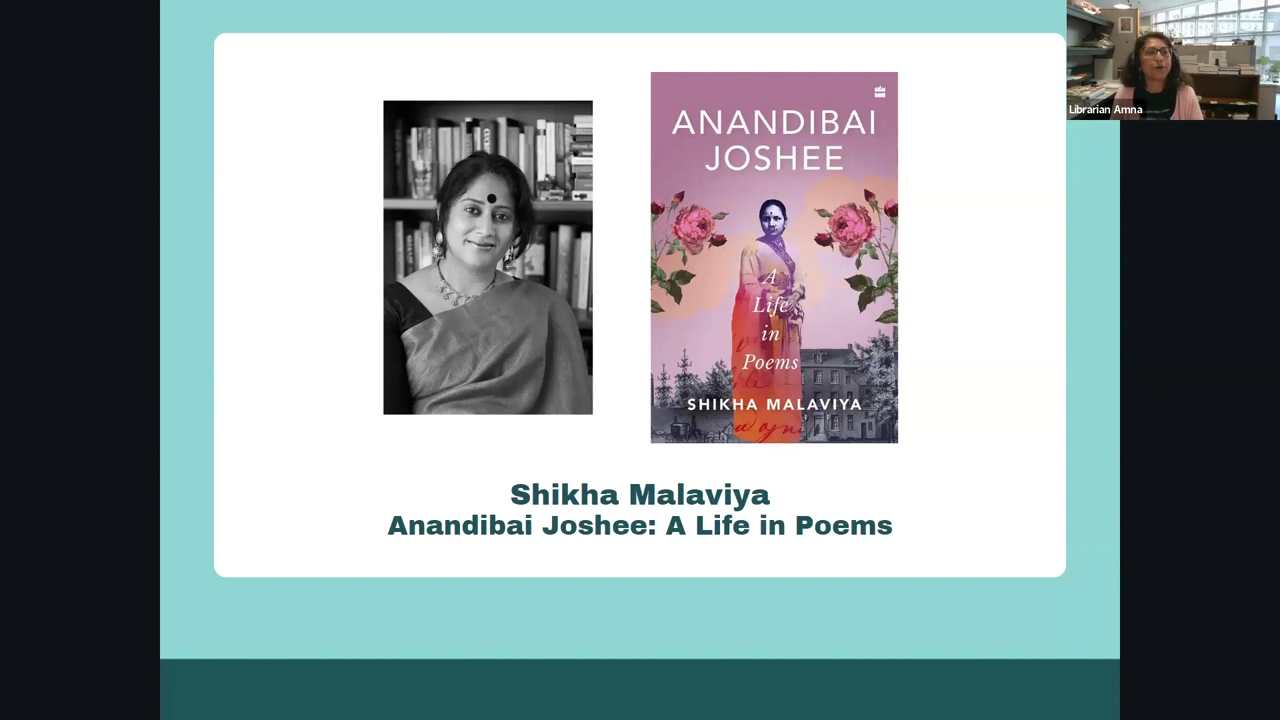 Librarian Amna
ANANDIBAI
JOSHEE
A
Life
in
Poems
SHIKHA MALAVIYA
Shikha Malaviya
Anandibai Joshee: A Life in Poems